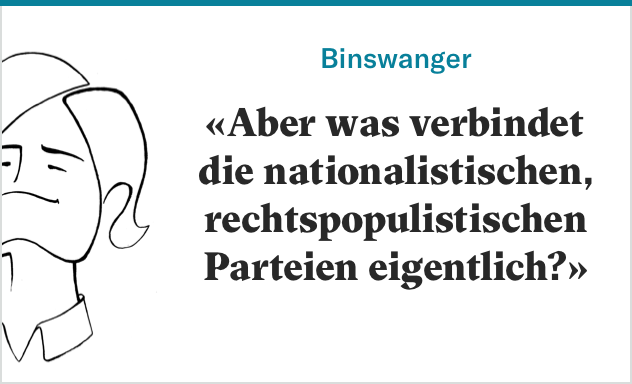 Binswanger
«Aber was verbindet
die nationalistischen,
rechtspopulistischen
Parteien eigentlich?»